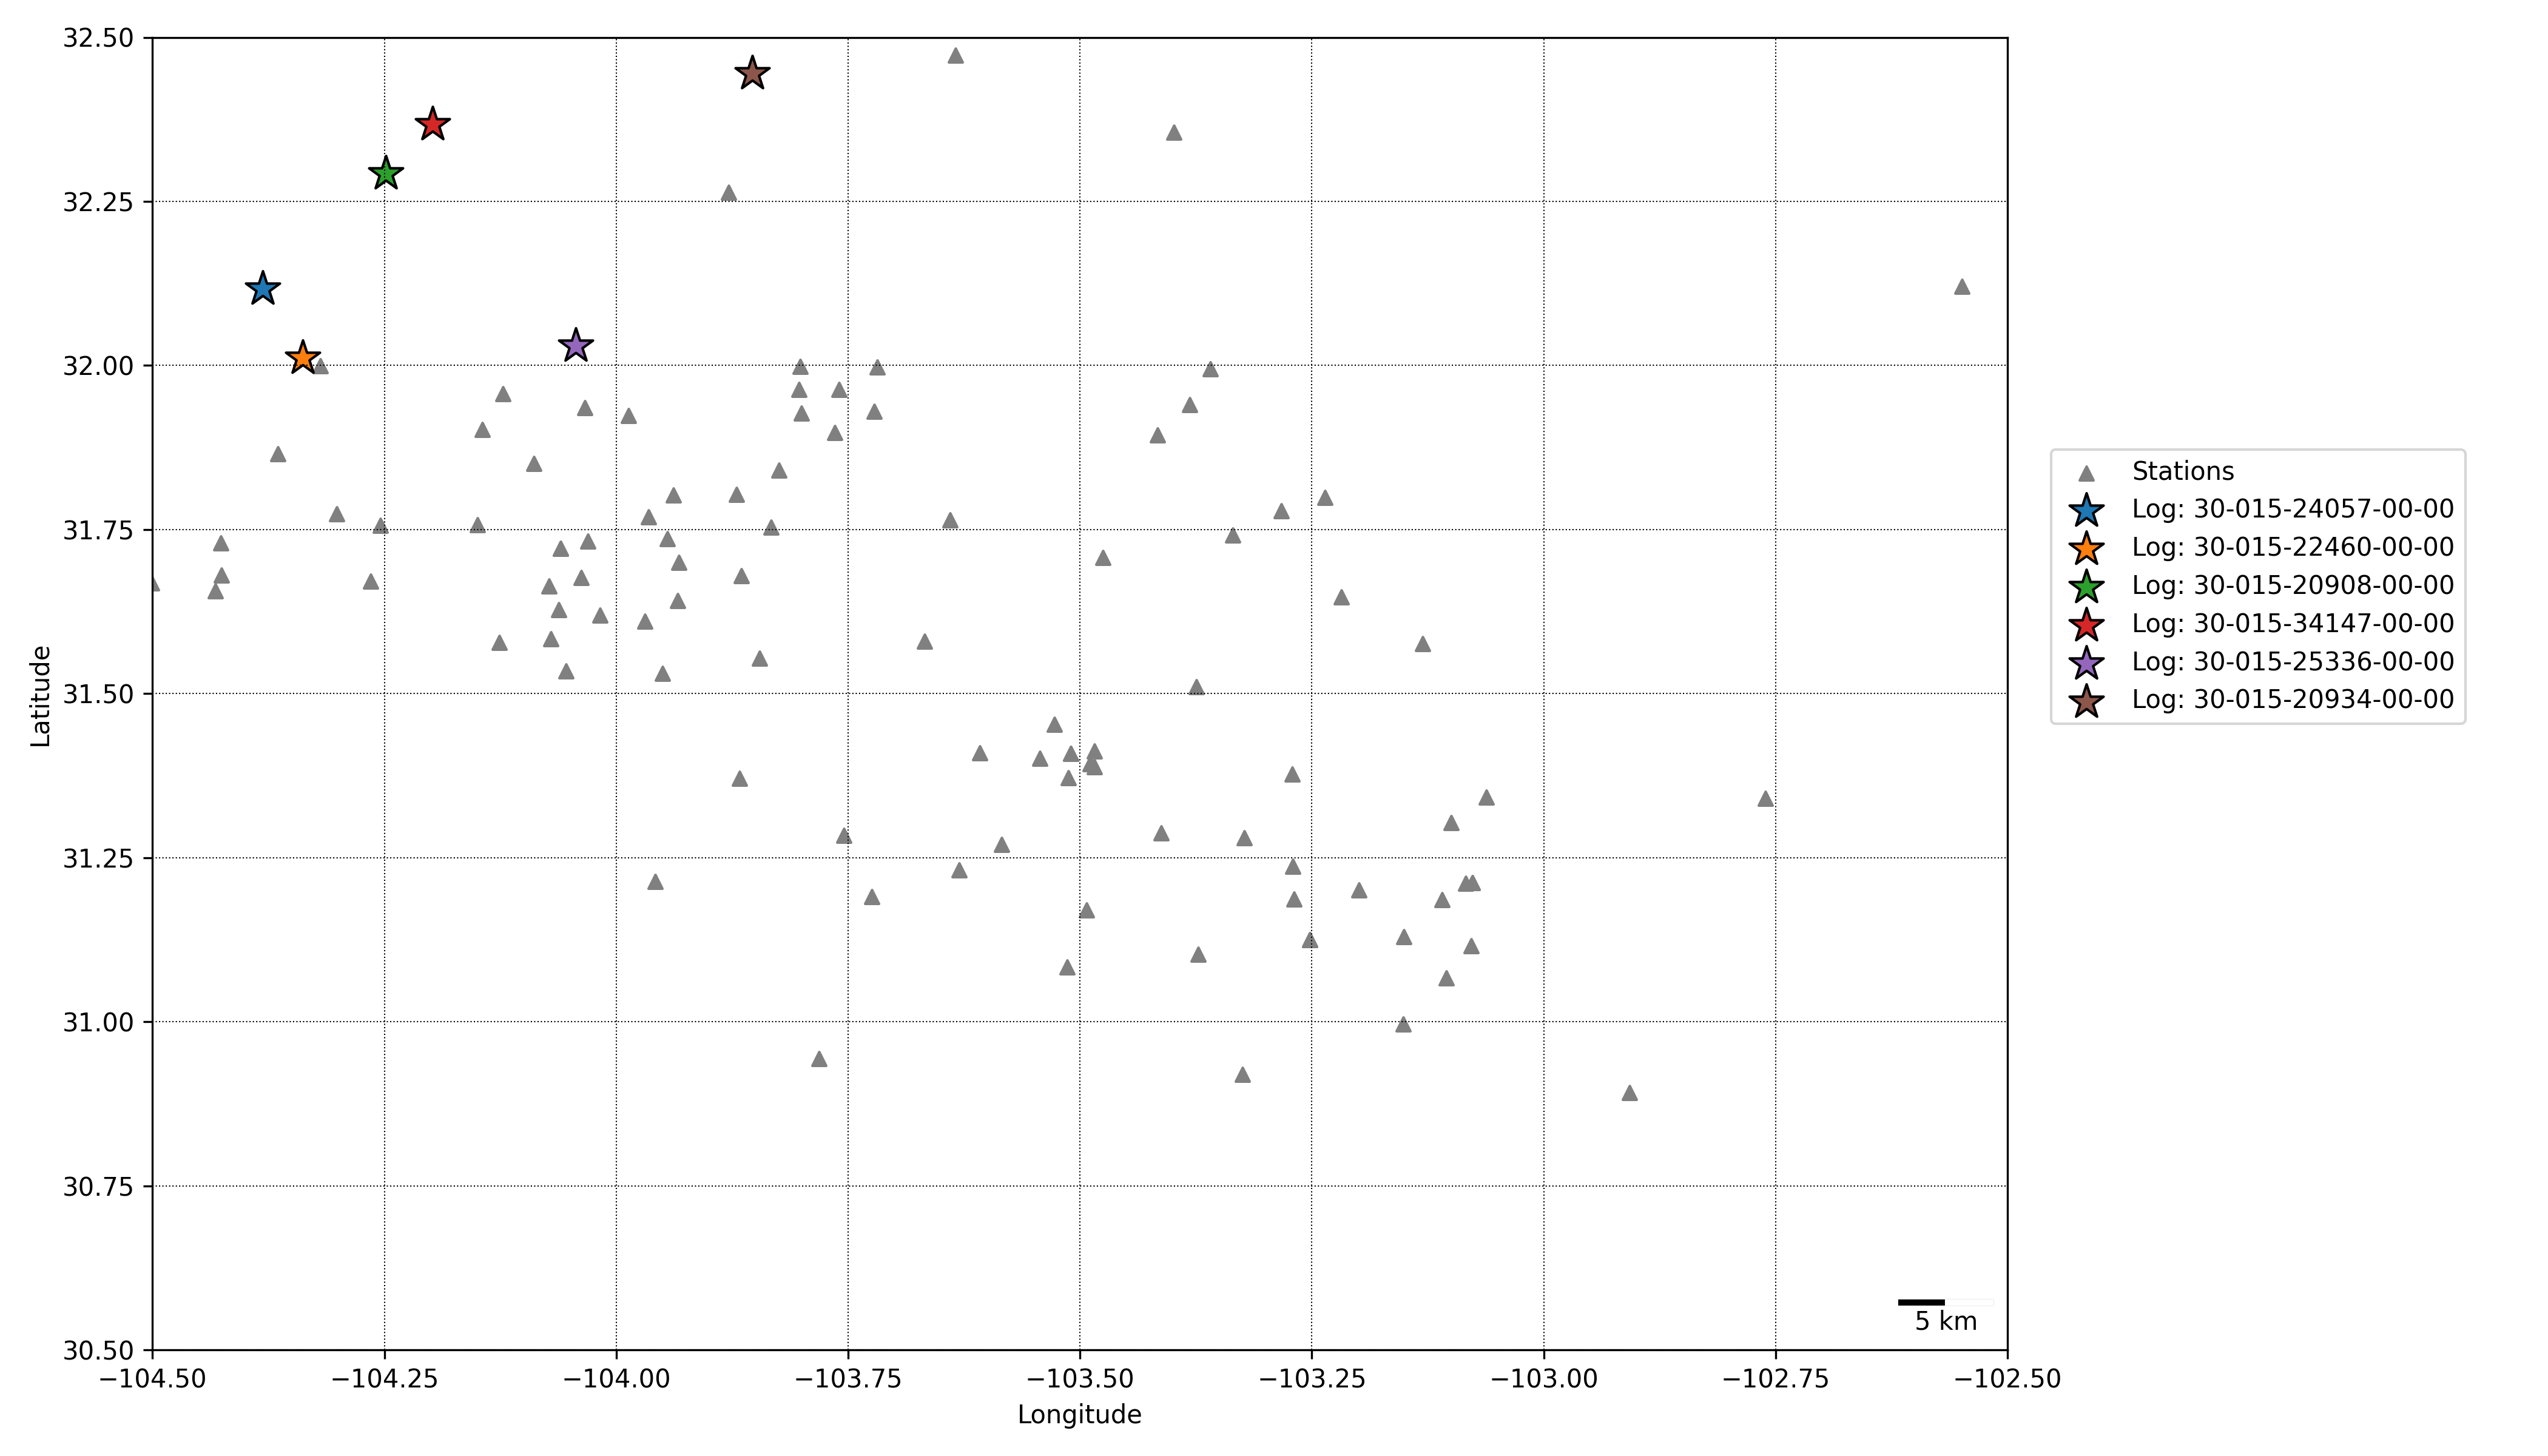 32.50
32.25
32.00
31.75
31.50
31.25
31.00
30.75
30.50
Latitude
−104.50 −104.25 −104.00 −103.75 −103.50 −103.25 −103.00 −102.75 −102.50
Longitude
5 km
Stations
Log: 30-015-24057-00-00
Log: 30-015-22460-00-00
Log: 30-015-20908-00-00
Log: 30-015-34147-00-00
Log: 30-015-25336-00-00
Log: 30-015-20934-00-00